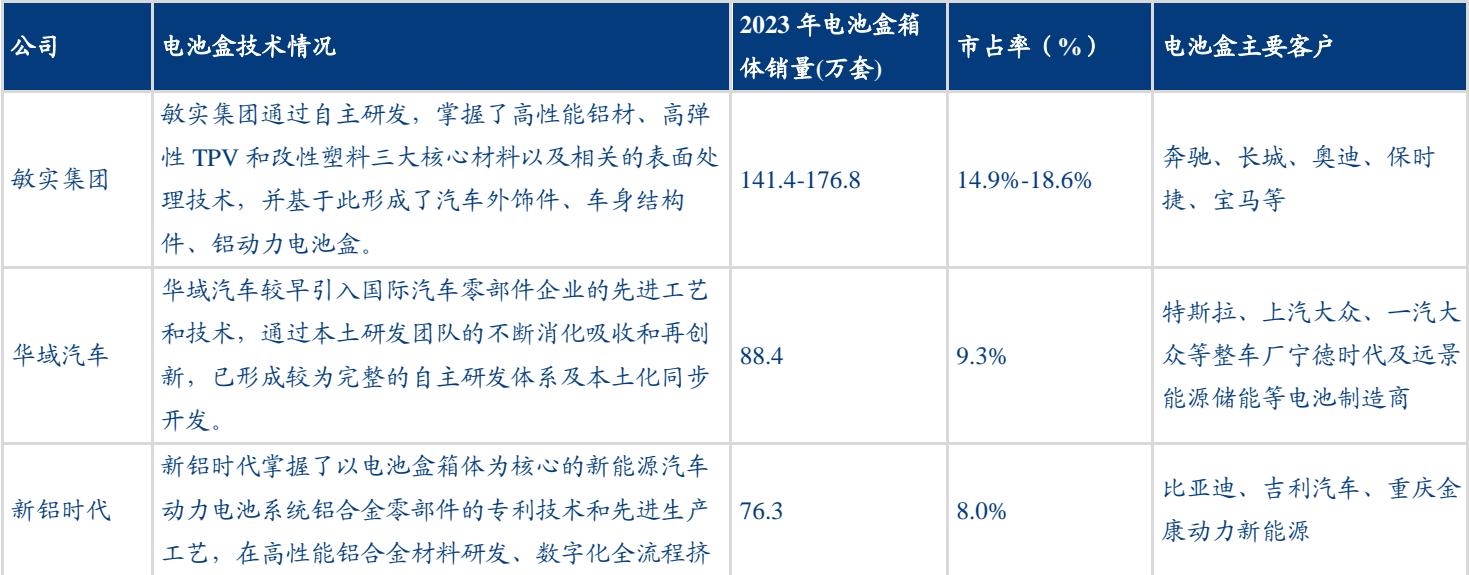 公司
电池盒技术情况
2023 年电池盒箱
体销量(万套)
市占率（%）
电池盒主要客户
敏实集团
敏实集团通过自主研发，掌握了高性能铝材、高弹
性 TPV 和改性塑料三大核心材料以及相关的表面处
理技术，并基于此形成了汽车外饰件、车身结构
件、铝动力电池盒。
141.4-176.8
14.9%-18.6%
奔驰、长城、奥迪、保时
捷、宝马等
华域汽车
华域汽车较早引入国际汽车零部件企业的先进工艺
和技术，通过本土研发团队的不断消化吸收和再创
新，已形成较为完整的自主研发体系及本土化同步
开发。
88.4
9.3%
特斯拉、上汽大众、一汽大
众等整车厂宁德时代及远景
能源储能等电池制造商
新铝时代
新铝时代掌握了以电池盒箱体为核心的新能源汽车
动力电池系统铝合金零部件的专利技术和先进生产
工艺，在高性能铝合金材料研发、数字化全流程挤
76.3
8.0%
比亚迪、吉利汽车、重庆金
康动力新能源